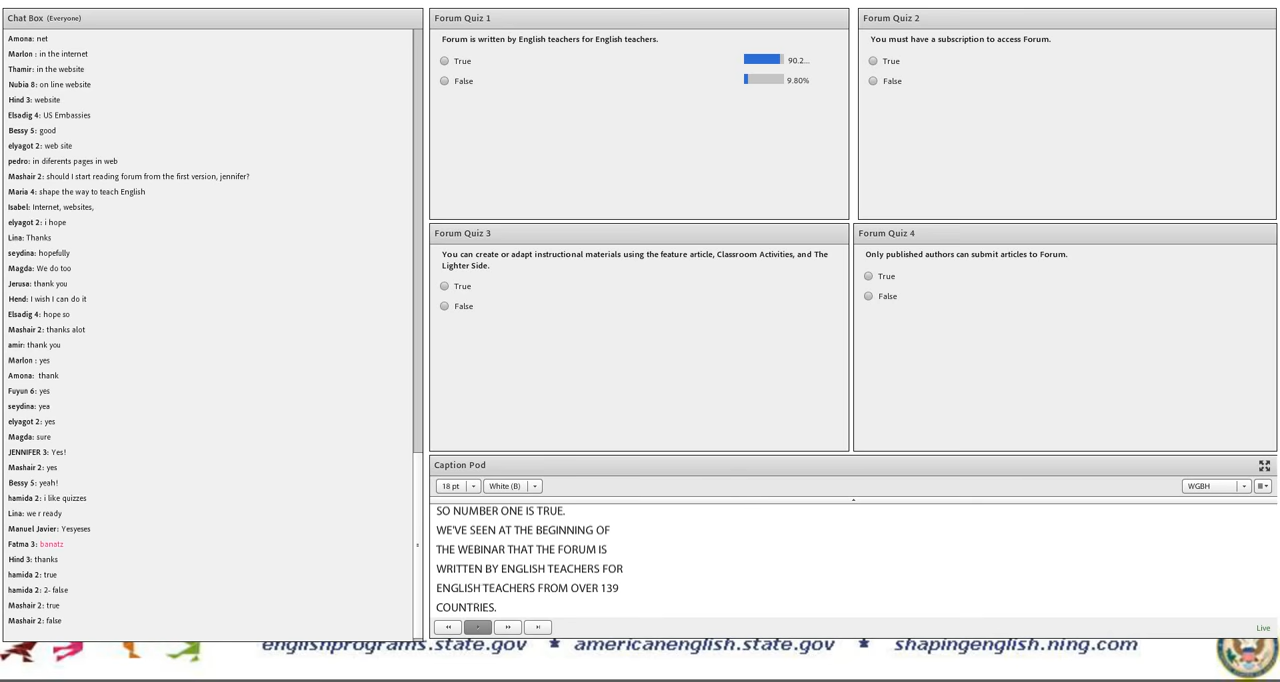 Chat Box (Everyone)
Amona: net
Marlon : in the internet
Thamir: in the website
Nubia 8: on line website
Hind 3: website
Elsadig 4: US Embassies
Bessy 5: good
elyagot 2: web site
pedro: in diferents pages in web
Mashair 2: should I start reading forum from the first version, jennifer?
Maria 4: shape the way to teach English
Isabel: Internet, websites,
elyagot 2: i hope
Lina: Thanks
seydina: hopefully
Magda: We do too
Jerusa: thank you
Hend: I wish I can do it
Elsadig 4: hope so
Mashair 2: thanks alot
amir: thank you
Marlon : yes
Amona: thank
Fuyun 6: yes
seydina: yea
elyagot 2: yes
Magda: sure
JENNIFER 3: Yes!
Mashair 2: yes
Bessy 5: yeah!
hamida 2: i like quizzes
Lina: we r ready
Manuel Javier: Yesyeses
Fatma 3: banatz
Hind 3: thanks
hamida 2: true
hamida 2: 2- false
Mashair 2: true
Mashair 2: false
Forum Quiz 1
Forum is written by English teachers for English teachers.
True 90.2...
False 9.80%
Forum Quiz 2
You must have a subscription to access Forum.
True
False
Forum Quiz 3
You can create or adapt instructional materials using the feature article, Classroom Activities, and The
Lighter Side.
True
False
Forum Quiz 4
Only published authors can submit articles to Forum.
True
False
Caption Pod
18 pt White (B) WGBH
SO NUMBER ONE IS TRUE.
WE'VE SEEN AT THE BEGINNING OF
THE WEBINAR THAT THE FORUM IS
WRITTEN BY ENGLISH TEACHERS FOR
ENGLISH TEACHERS FROM OVER 139
COUNTRIES.
Live
englishprograms.state.gov americanenglish.state.gov shapingenglish.ning.com